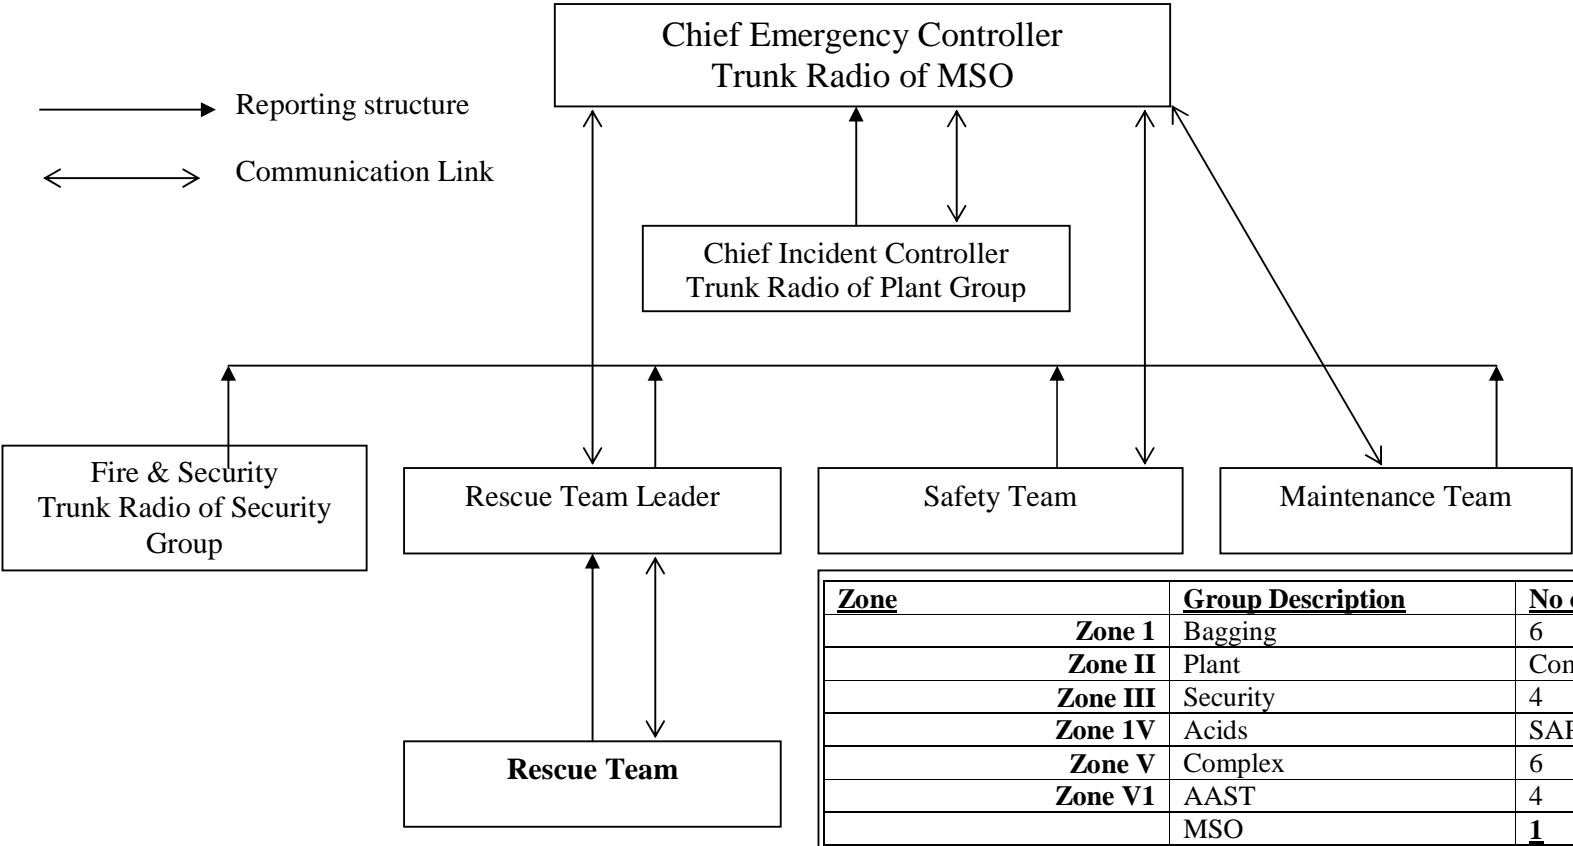 Chief Emergency Controller
Trunk Radio of MSO
Reporting structure
Communication Link
Chief Incident Controller
Trunk Radio of Plant Group
Fire & Security
Trunk Radio of Security
Group
Rescue Team Leader
Safety Team
Maintenance Team
Rescue Team
Zone Group Description No
Zone 1 Bagging 6
Zone II Plant
Zone III Security 4
Zone 1V Acids
Zone V Complex 6
Zone V1 AAST 4
MSO 1